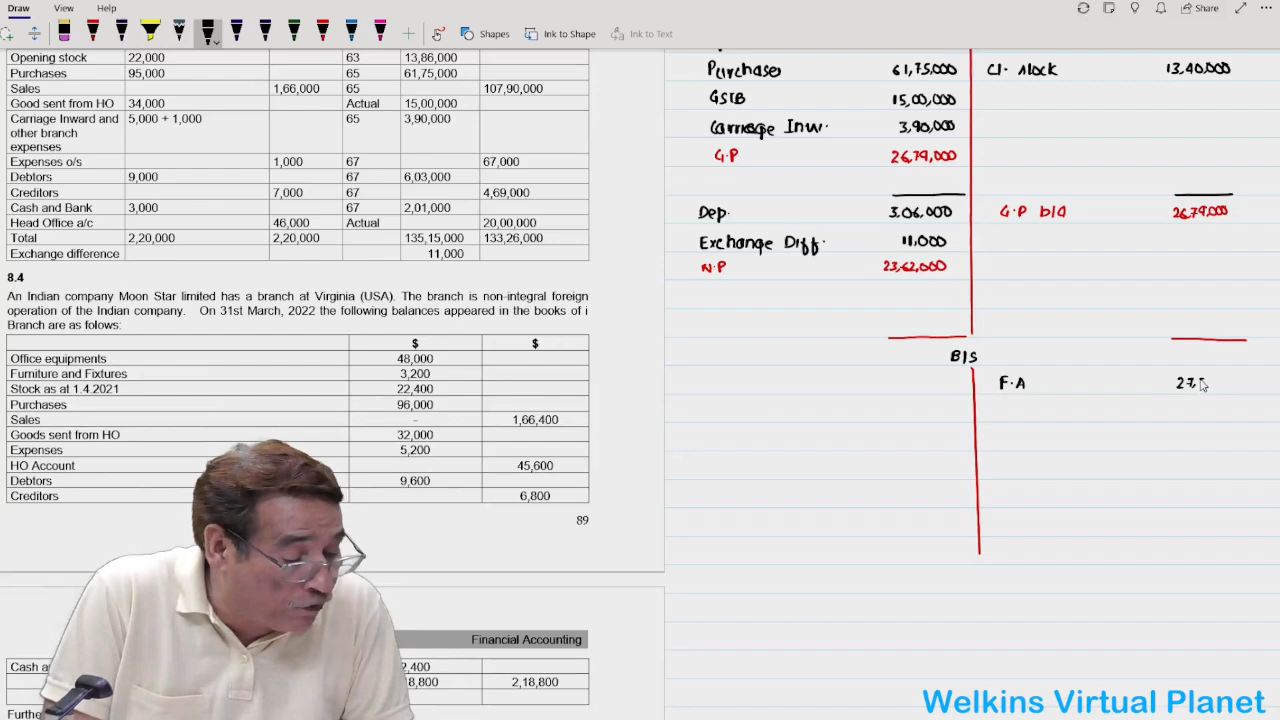 Draw View Help
Share
Shapes Ink to Shape Ink to Text
Opening stock 22,000 63 13,86,000
Purchases 95,000 65 61,75,000
Sales 1,66,000 65 107,90,000
Good sent from HO 34,000 Actual 15,00,000
Carriage Inward and 5,000 + 1,000 65 3,90,000
other branch
expenses
Expenses o/s 1,000 67 67,000
Debtors 9,000 67 6,03,000
Creditors 7,000 67 4,69,000
Cash and Bank 3,000 67 2,01,000
Head Office a/c 46,000 Actual 20,00,000
Total 2,20,000 2,20,000 135,15,000 133,26,000
Exchange difference 11,000
8.4
An Indian company Moon Star limited has a branch at Virginia (USA). The branch is non-integral foreign
operation of the Indian company. On 31st March, 2022 the following balances appeared in the books of i
Branch are as follows:
$ $
Office equipments 48,000
Furniture and Fixtures 3,200
Stock as at 1.4.2021 22,400
Purchases 96,000
Sales - 1,66,400
Goods sent from HO 32,000
Expenses 5,200
HO Account 45,600
Debtors 9,600
Creditors 6,800
89
Financial Accounting
Cash a 2,400
8,800 2,18,800
Furthe
Purchases 61,75,000 Cl. stock 13,40,000
GSTB 15,00,000
Carriage Inw. 3,90,000
G.P 26,79,000
Dep. 3,06,000 G.P b/d 26,79,000
Exchange Diff. 11,000
N.P 23,62,000
B/S
F.A
Welkins Virtual Planet